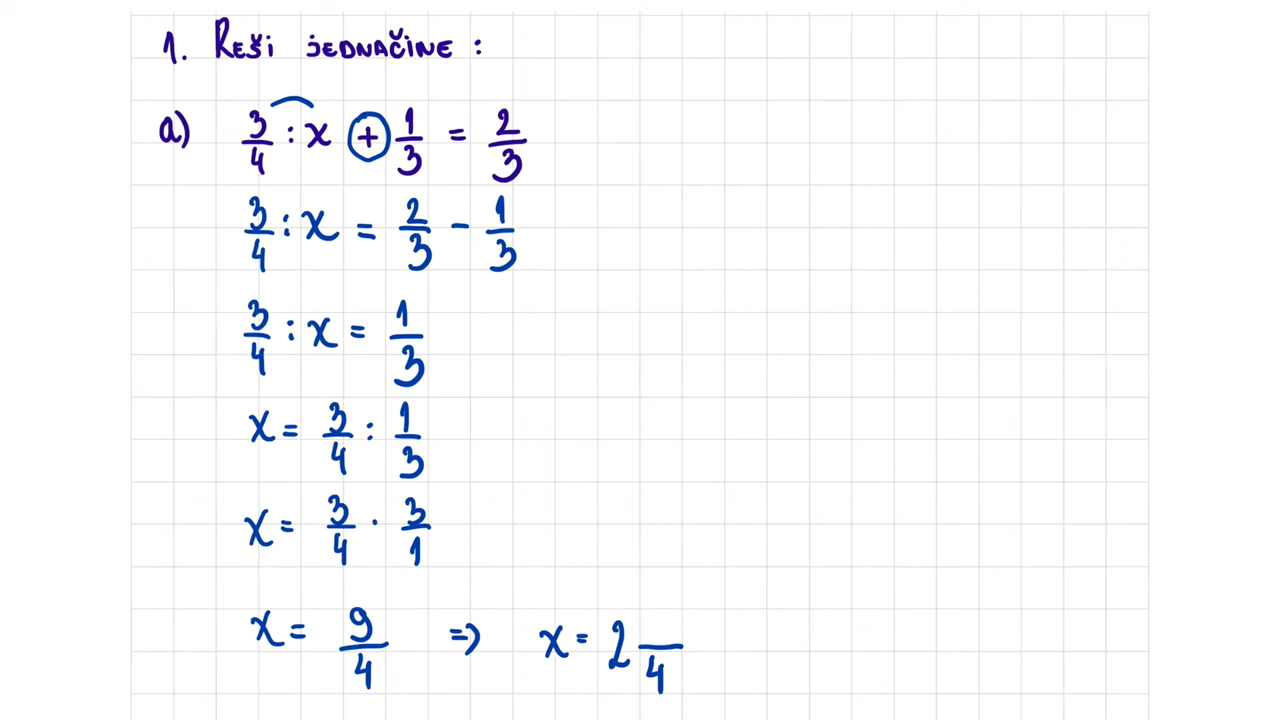 1. Reši jednačine :
a) 3/4 : x + 1/3 = 2/3
3/4 : x = 2/3 - 1/3
3/4 : x = 1/3
x = 3/4 : 1/3
x = 3/4 · 3/1
x = 9/4 => x = 2 /4